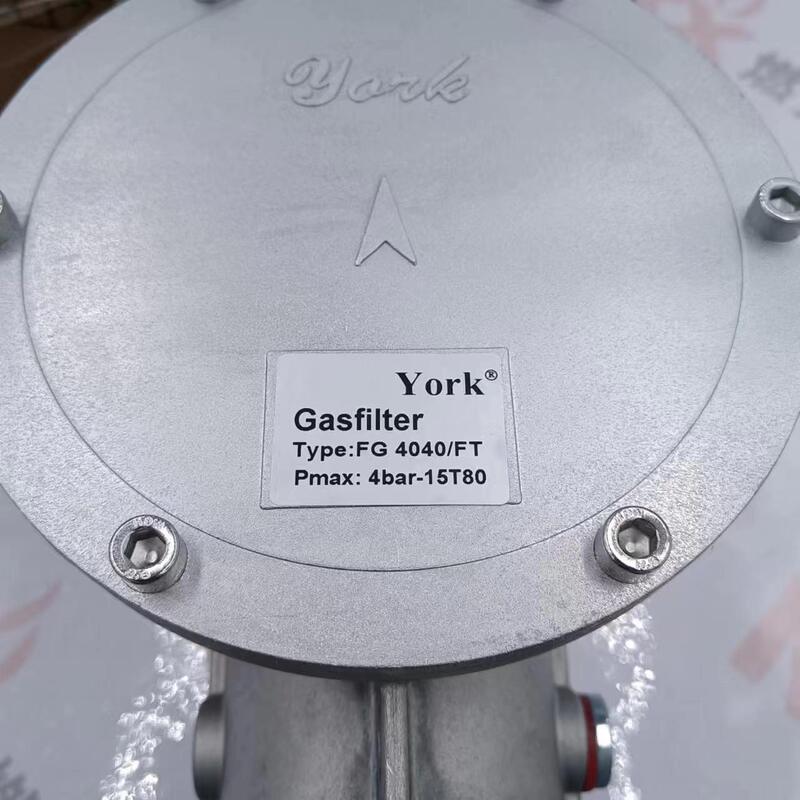 York
York®
Gasfilter
Type:FG 4040/FT
Pmax: 4bar-15T80